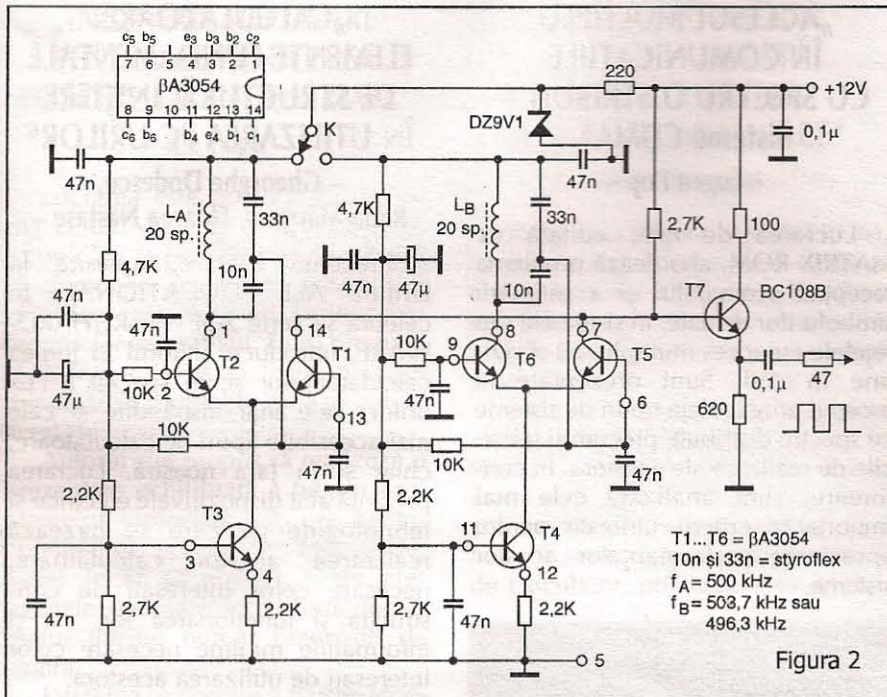 c5 b5 e3 b3 b2 c2
7 6 5 4 3 2 1
βA3054
8 9 10 11 12 13 14
c6 b6 b4 e4 b1 c1
K
DZ9V1
220
+12V
0,1µ
47n
47n
LA
20 sp.
33n
4,7K
LB
20 sp.
33n
2,7K
100
4,7K
10n
47n
47µ
10n
T7
BC108B
47n
47n
14
8
7
T2
T1
10K
9
T6
T5
2
10K
47µ
13
47n
6
0,1µ
47
10K
47n
10K
47n
620
2,2K
T3
2,2K
11
T4
3
4
12
47n
2,7K
2,2K
2,7K
47n
2,2K
5
T1...T6 = βA3054
10n și 33n = styroflex
fA = 500 kHz
fB = 503,7 kHz sau
496,3 kHz
Figura 2